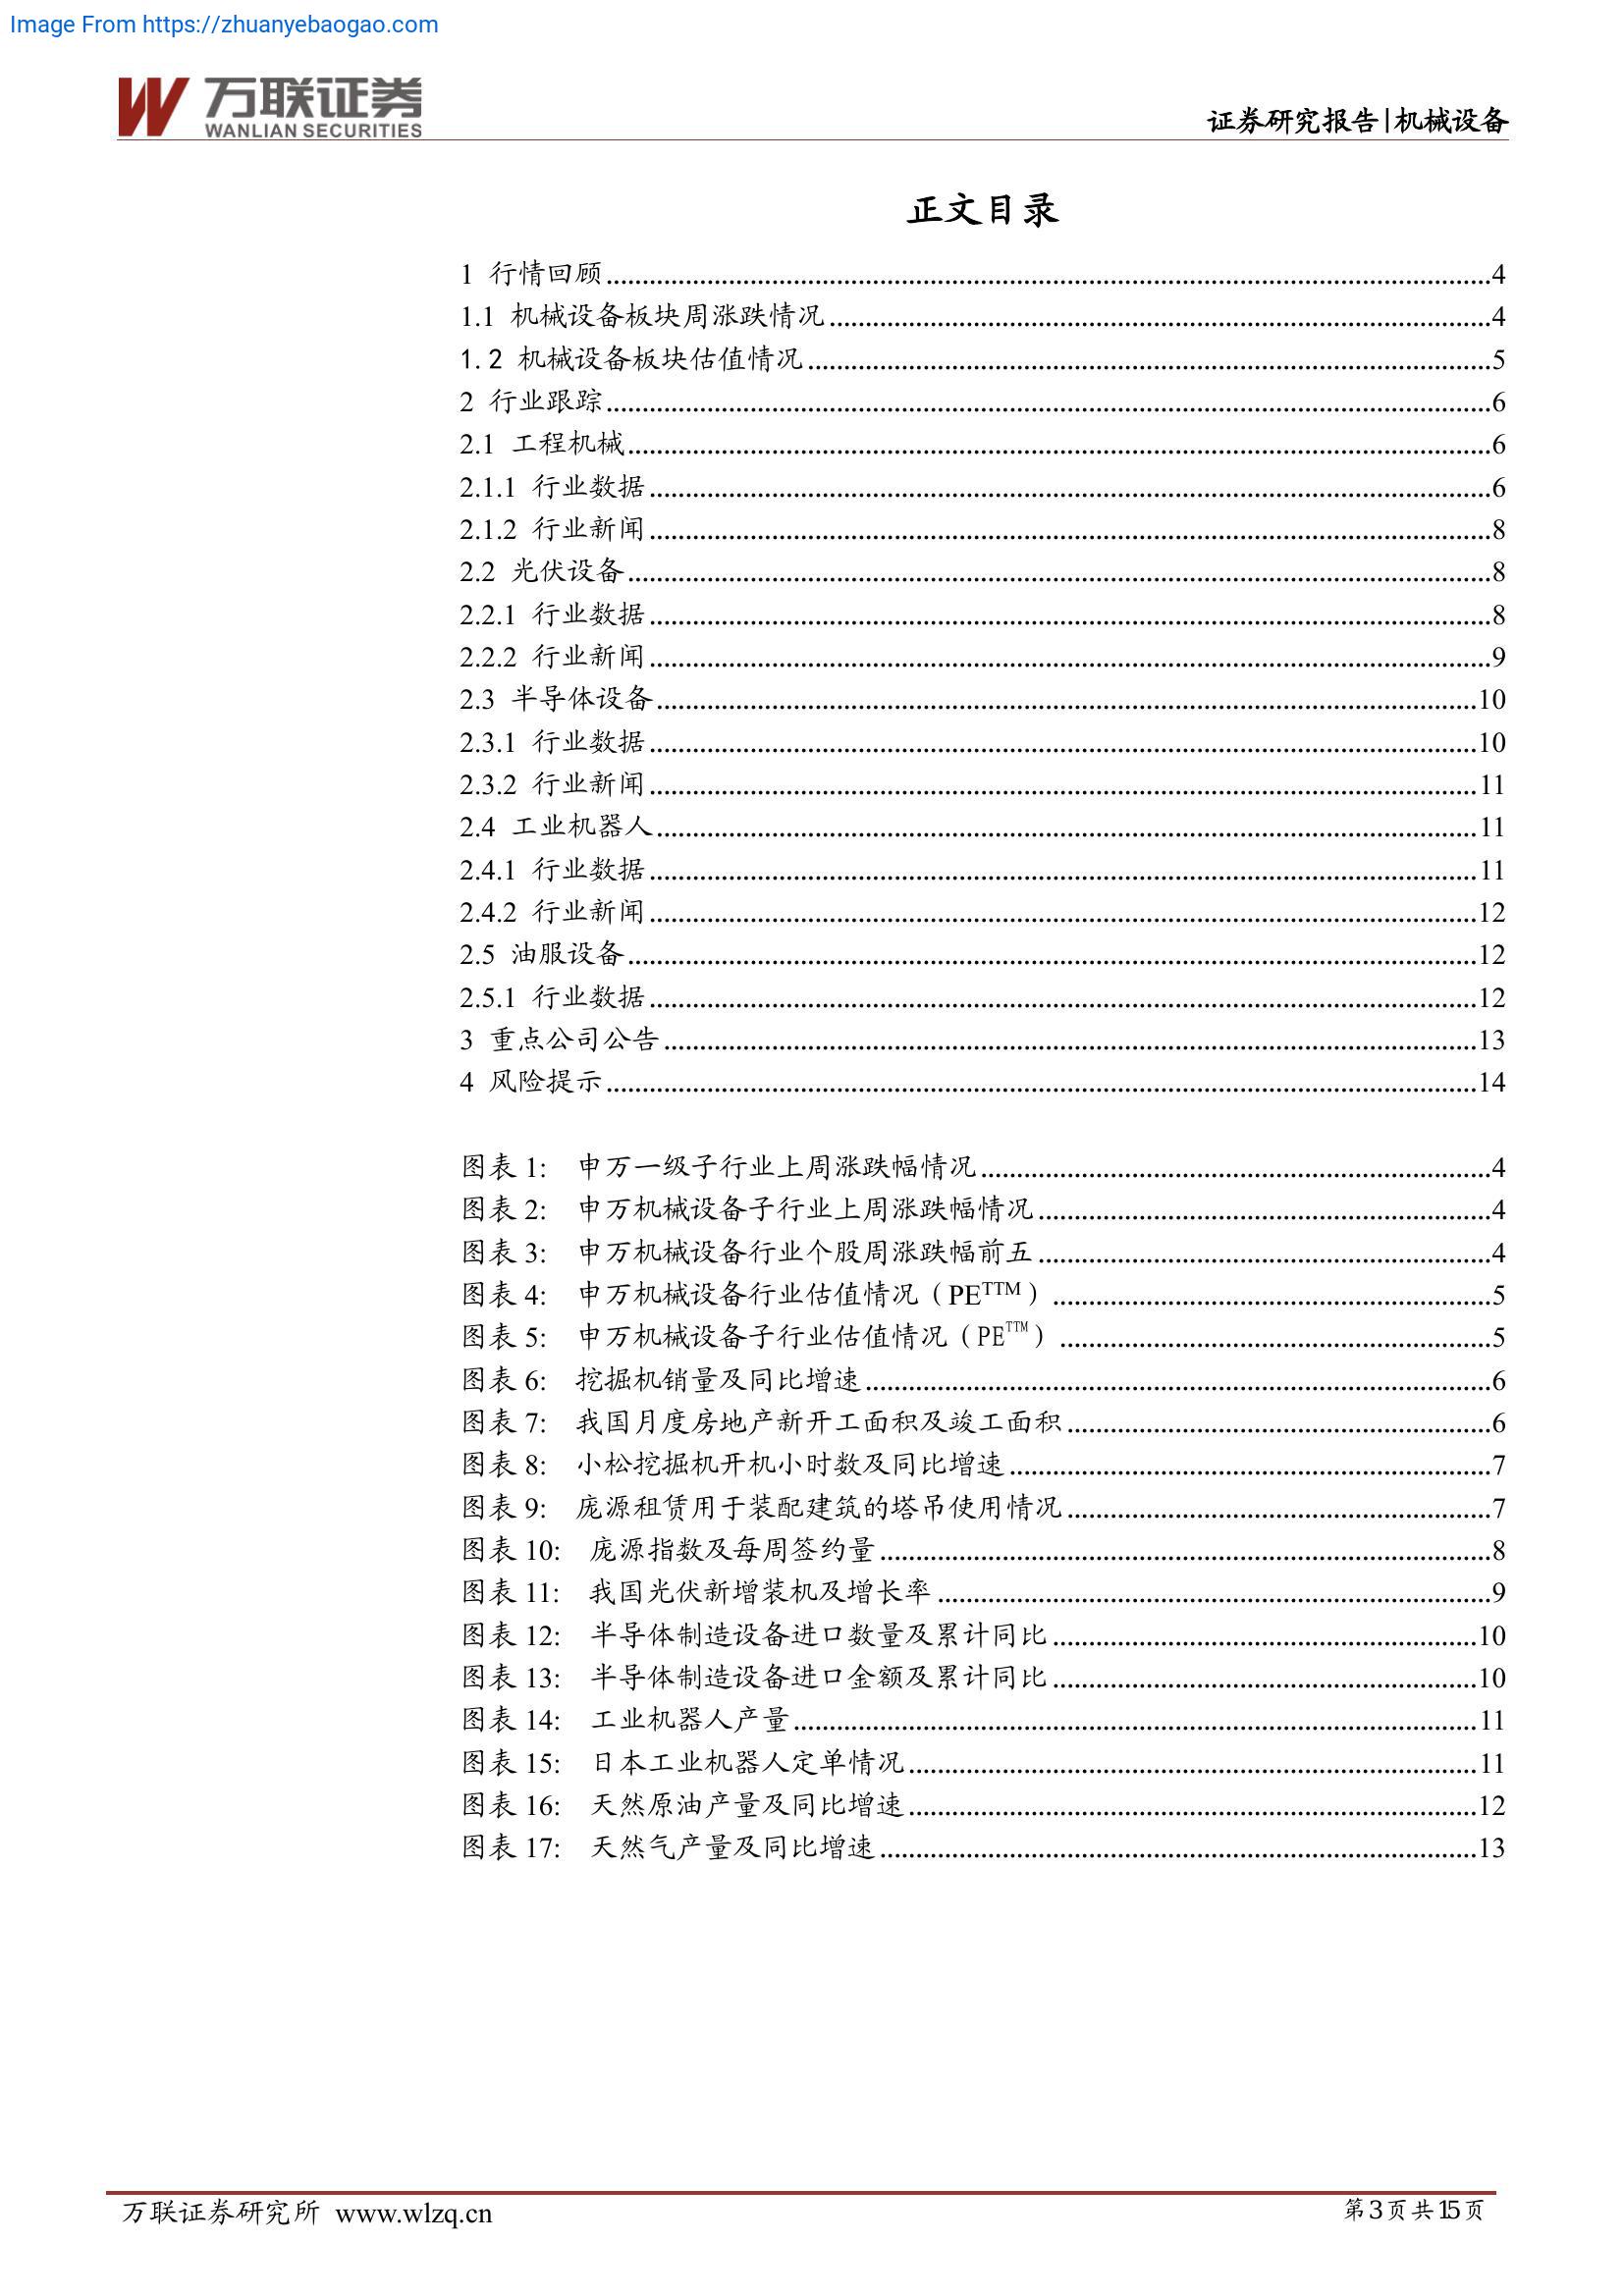 Image From https://zhuanyebaogao.com
万联证券
WANLIAN SECURITIES
证券研究报告|机械设备
正文目录
1 行情回顾....................4
1.1 机械设备板块周涨跌情况....................4
1.2 机械设备板块估值情况....................5
2 行业跟踪....................6
2.1 工程机械....................6
2.1.1 行业数据....................6
2.1.2 行业新闻....................8
2.2 光伏设备....................8
2.2.1 行业数据....................8
2.2.2 行业新闻....................9
2.3 半导体设备....................10
2.3.1 行业数据....................10
2.3.2 行业新闻....................11
2.4 工业机器人....................11
2.4.1 行业数据....................11
2.4.2 行业新闻....................12
2.5 油服设备....................12
2.5.1 行业数据....................12
3 重点公司公告....................13
4 风险提示....................14
图表 1: 申万一级子行业上周涨跌幅情况....................4
图表 2: 申万机械设备子行业上周涨跌幅情况....................4
图表 3: 申万机械设备行业个股周涨跌幅前五....................4
图表 4: 申万机械设备行业估值情况（PETTM）....................5
图表 5: 申万机械设备子行业估值情况（PETTM）....................5
图表 6: 挖掘机销量及同比增速....................6
图表 7: 我国月度房地产新开工面积及竣工面积....................6
图表 8: 小松挖掘机开机小时数及同比增速....................7
图表 9: 庞源租赁用于装配建筑的塔吊使用情况....................7
图表 10: 庞源指数及每周签约量....................8
图表 11: 我国光伏新增装机及增长率....................9
图表 12: 半导体制造设备进口数量及累计同比....................10
图表 13: 半导体制造设备进口金额及累计同比....................10
图表 14: 工业机器人产量....................11
图表 15: 日本工业机器人定单情况....................11
图表 16: 天然原油产量及同比增速....................12
图表 17: 天然气产量及同比增速....................13
万联证券研究所 www.wlzq.cn
第3页共15页